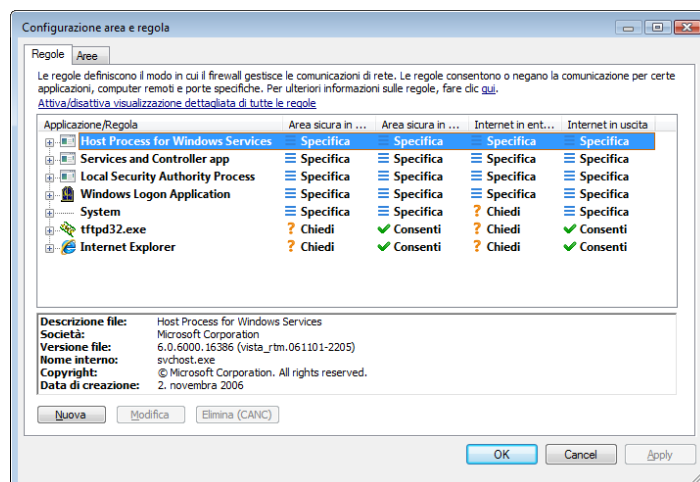 Configurazione area e regola
Regole Aree
Le regole definiscono il modo in cui il firewall gestisce le comunicazioni di rete. Le regole consentono o negano la comunicazione per certe
applicazioni, computer remoti e porte specifiche. Per ulteriori informazioni sulle regole, fare clic qui.
Attiva/disattiva visualizzazione dettagliata di tutte le regole
Applicazione/Regola Area sicura in ... Area sicura in ... Internet in ent... Internet in uscita
Host Process for Windows Services Specifica Specifica Specifica Specifica
Services and Controller app Specifica Specifica Specifica Specifica
Local Security Authority Process Specifica Specifica Specifica Specifica
Windows Logon Application Specifica Specifica Specifica Specifica
System Specifica Specifica ? Chiedi Specifica
tftpd32.exe ? Chiedi Consenti ? Chiedi Consenti
Internet Explorer ? Chiedi Consenti ? Chiedi Consenti
Descrizione file: Host Process for Windows Services
Società: Microsoft Corporation
Versione file: 6.0.6000.16386 (vista_rtm.061101-2205)
Nome interno: svchost.exe
Copyright: © Microsoft Corporation. All rights reserved.
Data di creazione: 2. novembra 2006
Nuova Modifica Elimina (CANC)
OK Cancel Apply